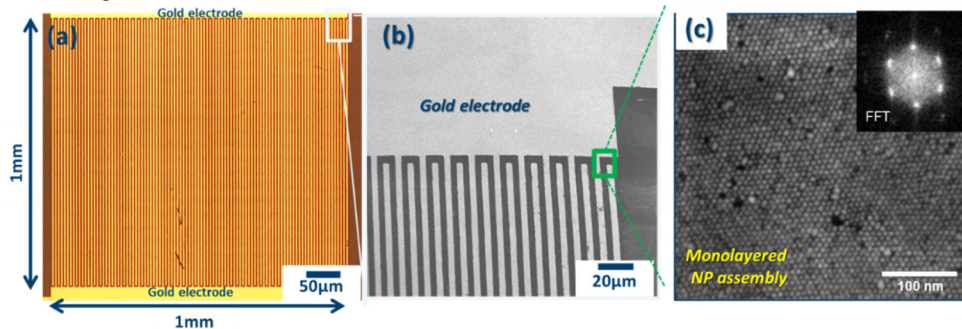 Gold electrode
(a)
1mm
Gold electrode
50µm
1mm
(b)
Gold electrode
20µm
(c)
FFT
Monolayered
NP assembly
100 nm